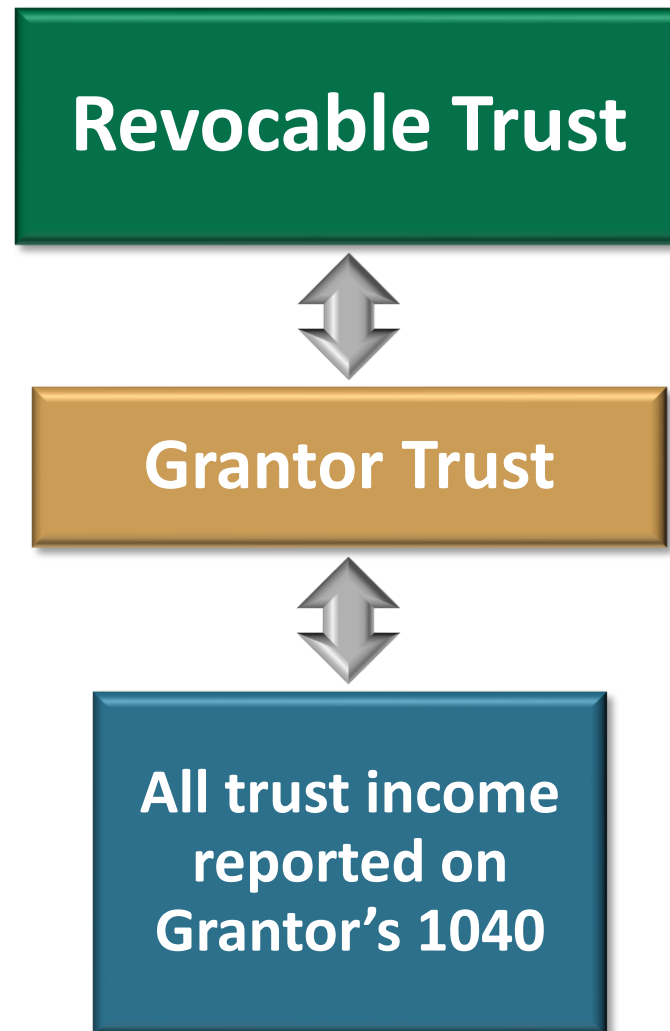 Revocable Trust
Grantor Trust
All trust income
reported on
Grantor’s 1040